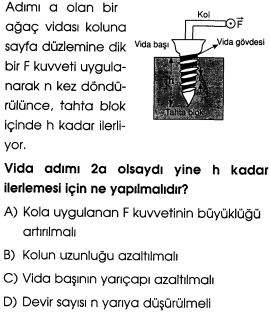 Adımı a olan bir
ağaç vidası koluna
sayfa düzlemine dik
bir F kuvveti uygula-
narak n kez döndü-
rülünce, tahta blok
içinde h kadar ilerli-
yor.
Kol
F
Vida başı
Vida gövdesi
Tahta blok
Vida adımı 2a olsaydı yine h kadar
ilerlemesi için ne yapılmalıdır?
A) Kola uygulanan F kuvvetinin büyüklüğü
artırılmalı
B) Kolun uzunluğu azaltılmalı
C) Vida başının yarıçapı azaltılmalı
D) Devir sayısı n yarıya düşürülmeli